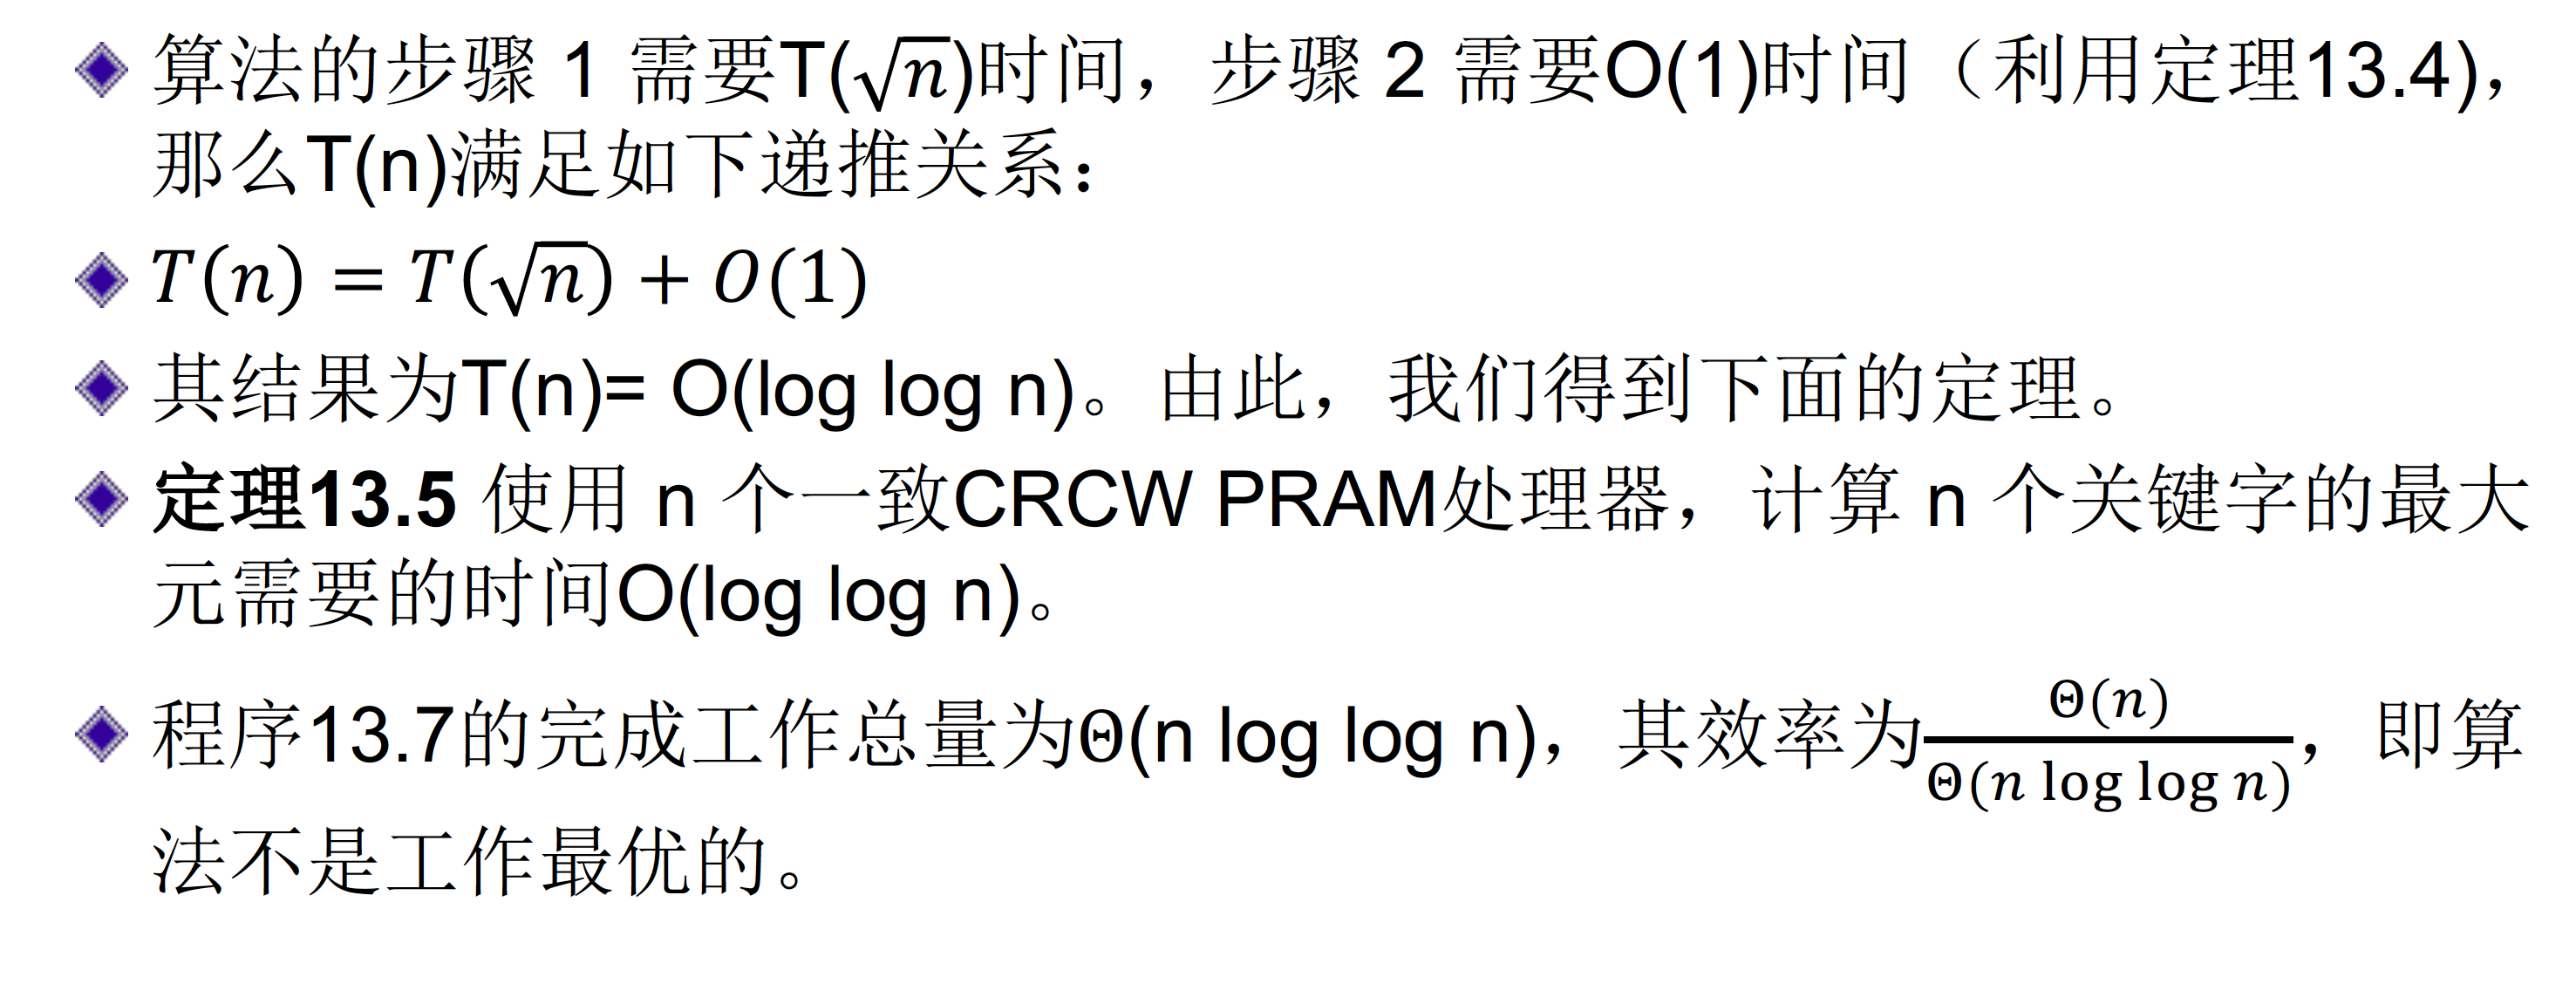 算法的步骤 1 需要T(√n)时间，步骤 2 需要O(1)时间（利用定理13.4)，
那么T(n)满足如下递推关系：
T(n) = T(√n) + O(1)
其结果为T(n)= O(log log n)。由此，我们得到下面的定理。
定理13.5 使用 n 个一致CRCW PRAM处理器，计算 n 个关键字的最大
元需要的时间O(log log n)。
程序13.7的完成工作总量为Θ(n log log n)，其效率为Θ(n)/Θ(n log log n)，即算
法不是工作最优的。